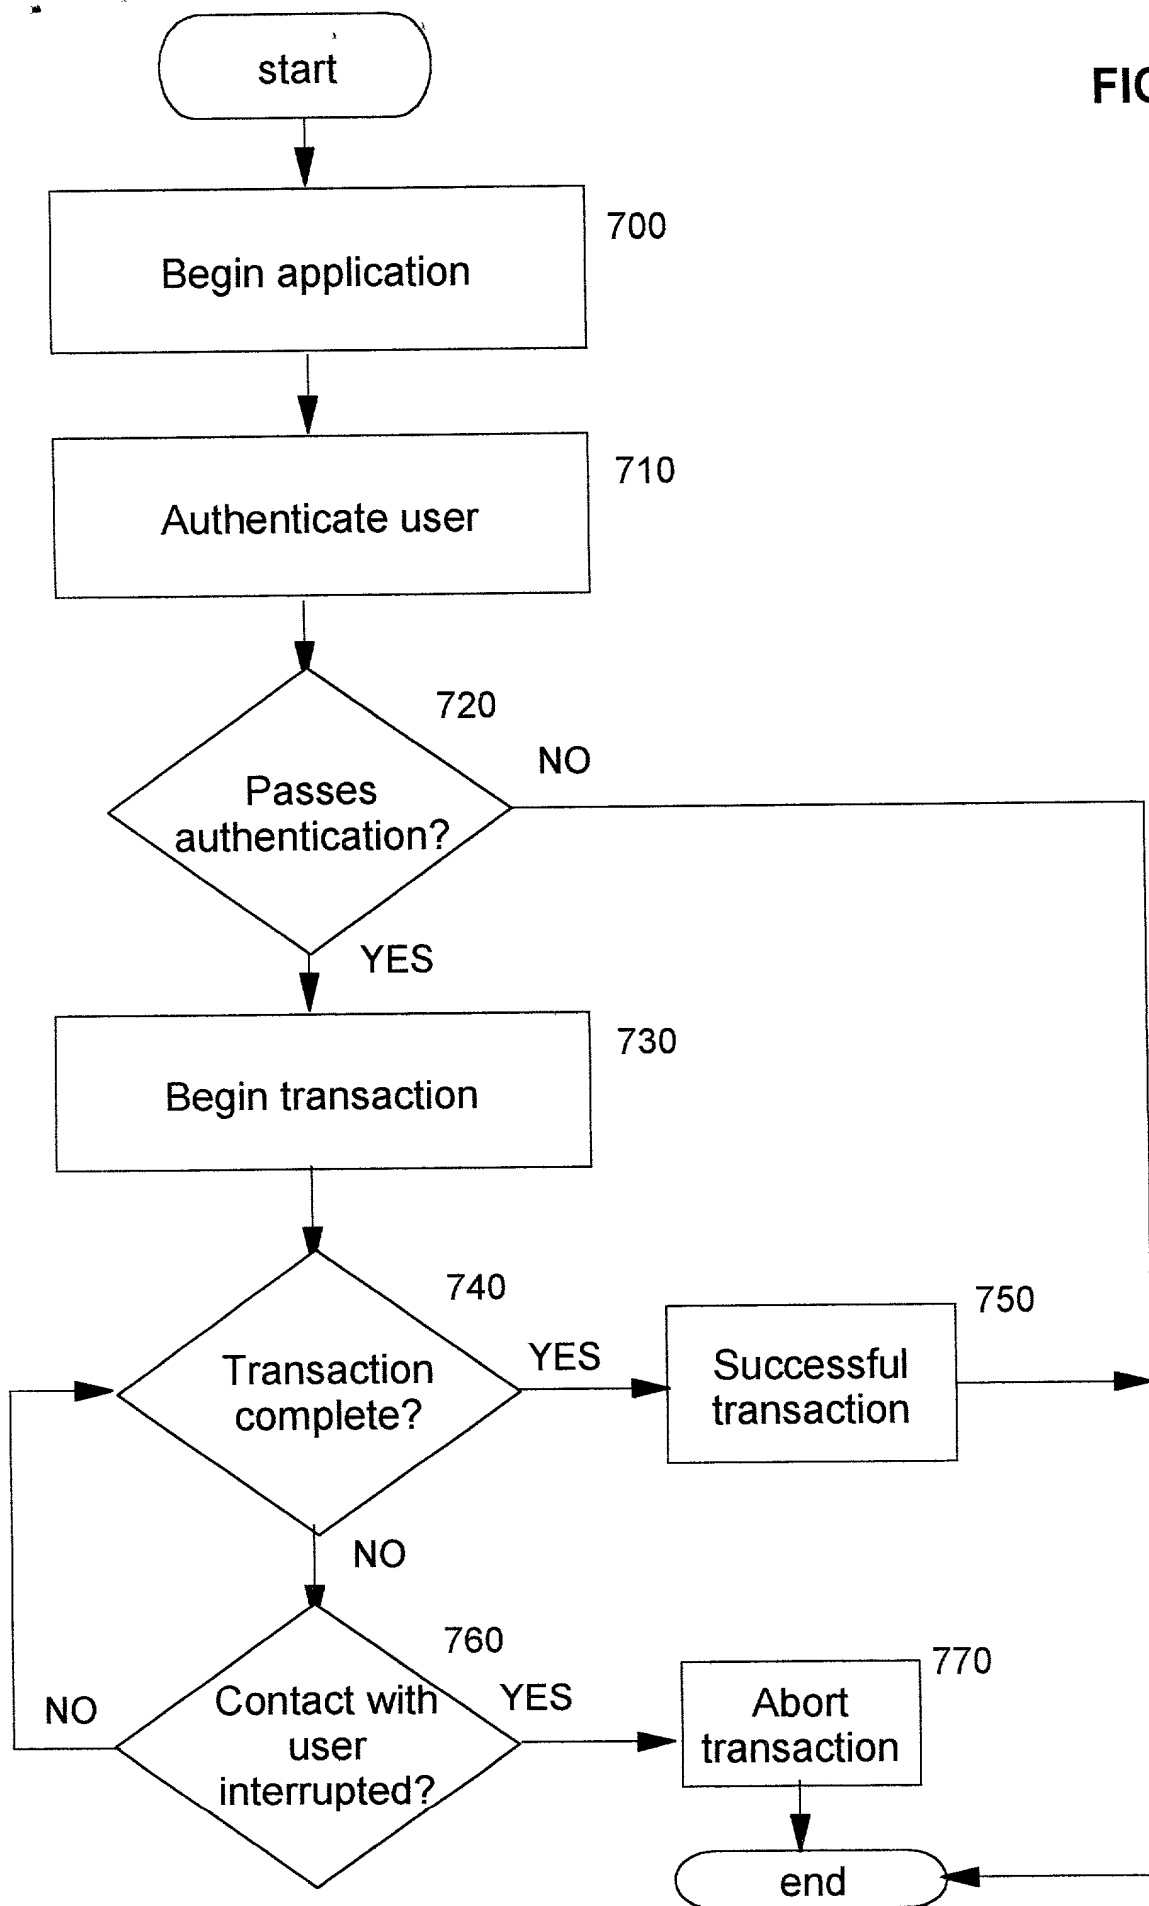 start
FIG
700
Begin application
710
Authenticate user
720
NO
Passes
authentication?
YES
730
Begin transaction
740
YES
750
Transaction
complete?
Successful
transaction
NO
760
770
NO
YES
Contact with
user
interrupted?
Abort
transaction
end